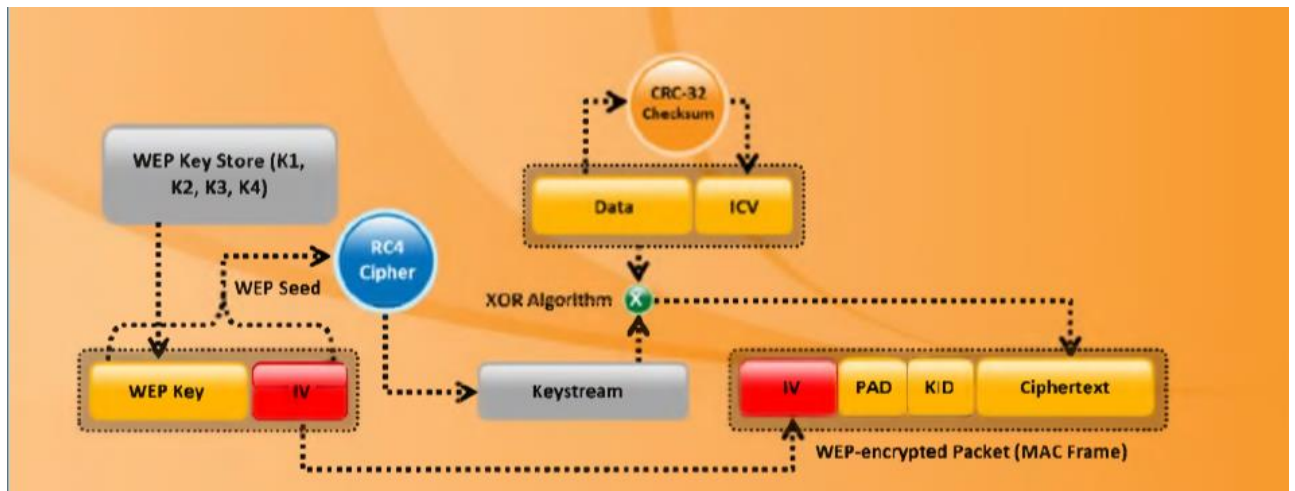 CRC-32
Checksum
WEP Key Store (K1,
K2, K3, K4)
Data
ICV
RC4
Cipher
WEP Seed
XOR Algorithm
X
WEP Key
IV
Keystream
IV
PAD
KID
Ciphertext
WEP-encrypted Packet (MAC Frame)